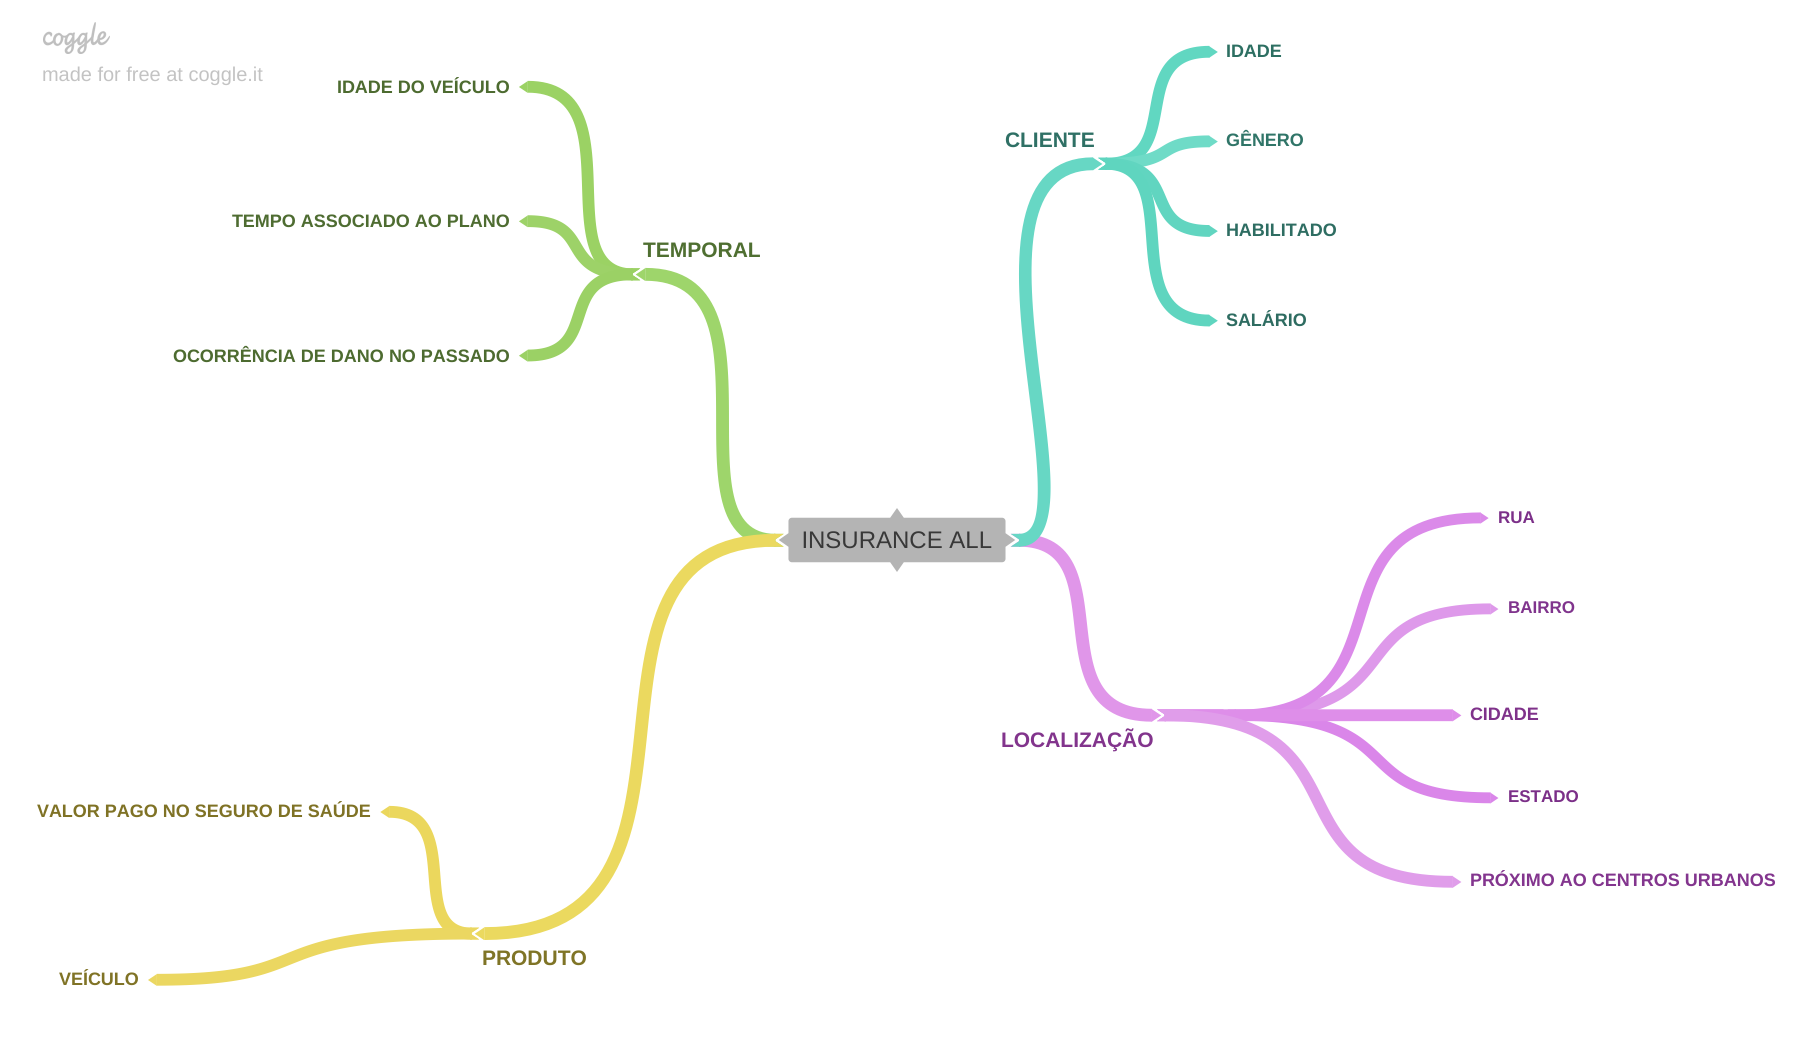 coggle
made for free at coggle.it
IDADE DO VEÍCULO
TEMPO ASSOCIADO AO PLANO
TEMPORAL
OCORRÊNCIA DE DANO NO PASSADO
CLIENTE
IDADE
GÊNERO
HABILITADO
SALÁRIO
INSURANCE ALL
LOCALIZAÇÃO
RUA
BAIRRO
CIDADE
ESTADO
PRÓXIMO AO CENTROS URBANOS
VALOR PAGO NO SEGURO DE SAÚDE
PRODUTO
VEÍCULO